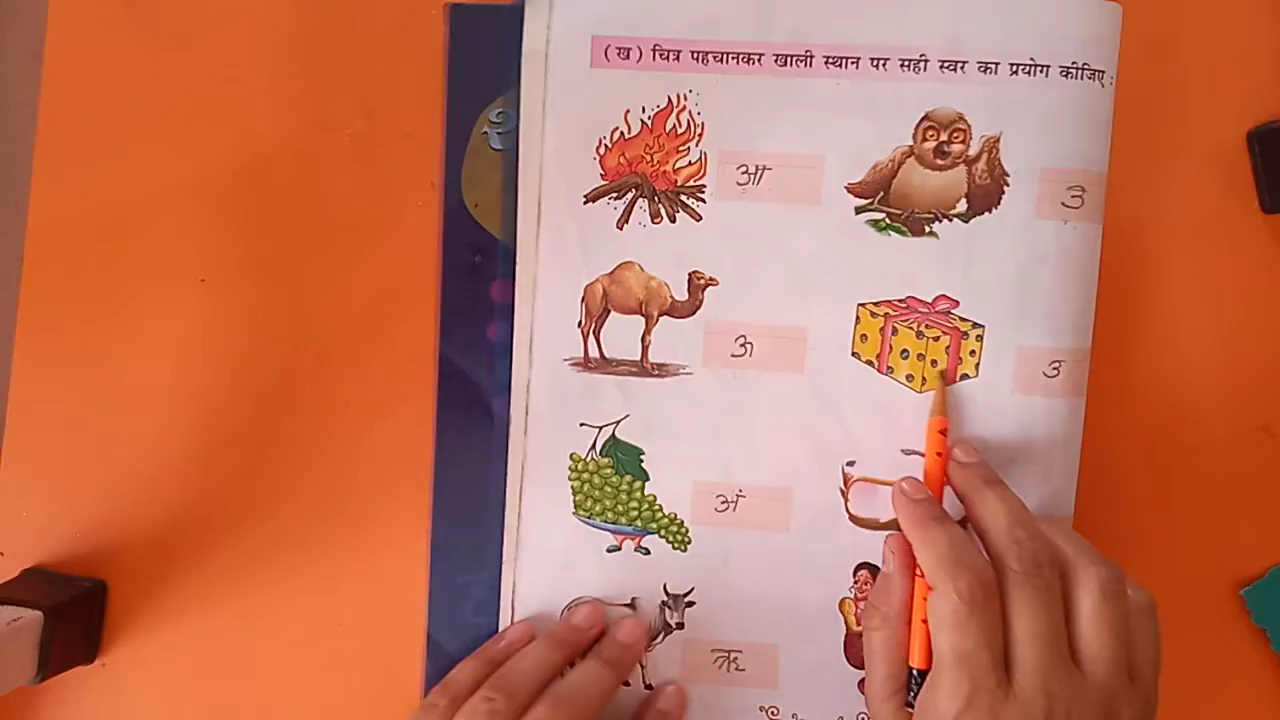 (ख) चित्र पहचानकर खाली स्थान पर सही स्वर का प्रयोग कीजिए :
आ
उ
ऊ
उ
अं
ऋ